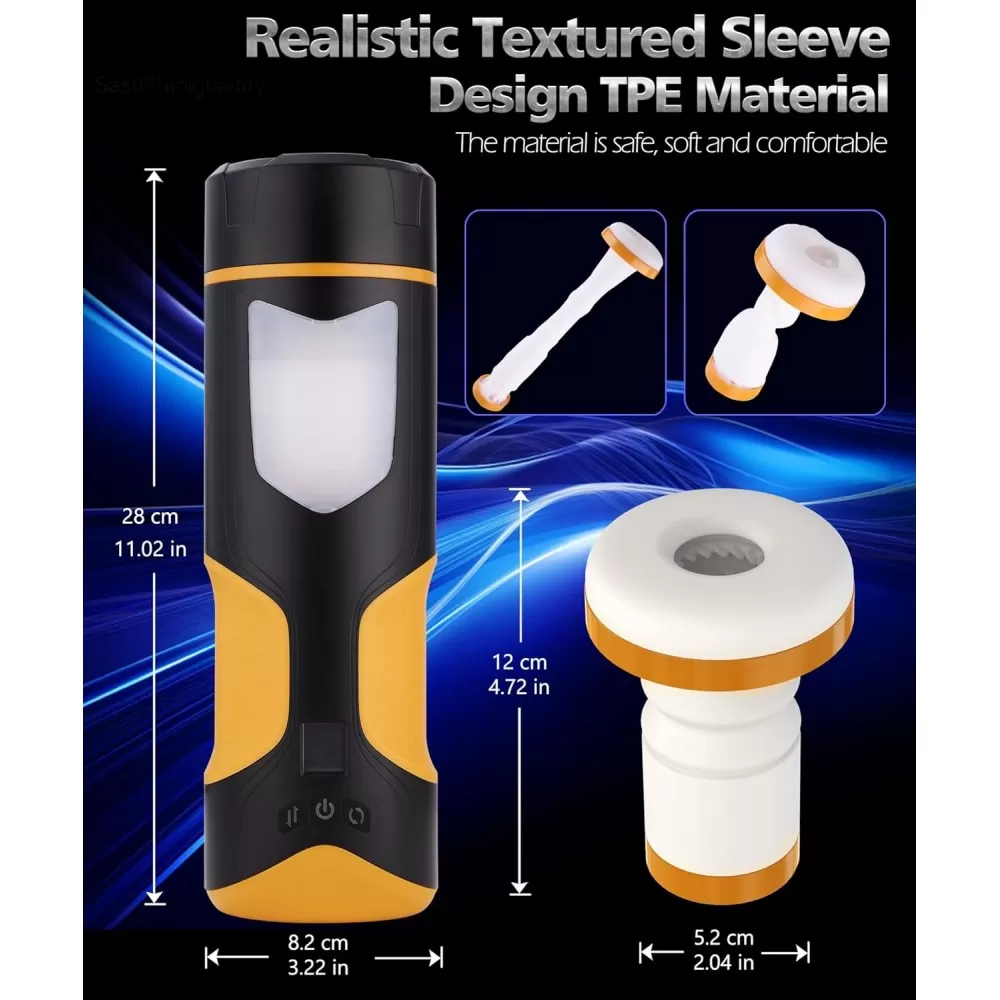 Realistic Textured Sleeve
Design TPE Material
The material is safe, soft and comfortable
28 cm
11.02 in
12 cm
4.72 in
8.2 cm
3.22 in
5.2 cm
2.04 in